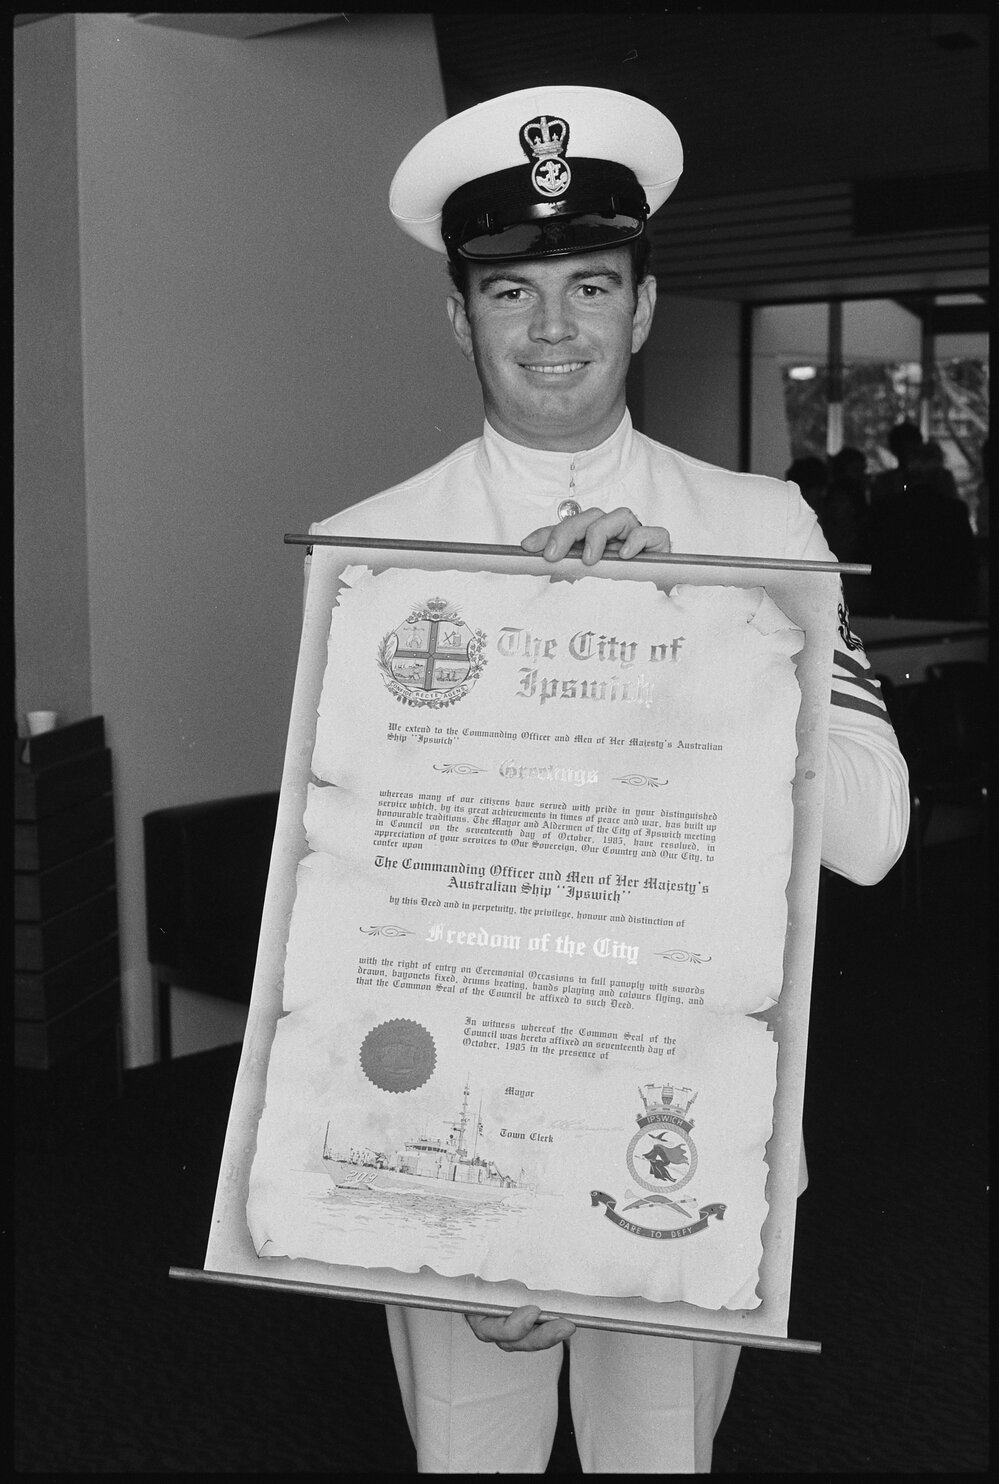 The City of
Ipswich
CONFIDE RECTE AGENS
We extend to the Commanding Officer and Men of Her Majesty's Australian
Ship "Ipswich"
Greetings
whereas many of our citizens have served with pride in your distinguished
service which, by its great achievements in times of peace and war, has built up
honourable traditions. The Mayor and Aldermen of the City of Ipswich meeting
in Council on the seventeenth day of October, 1985, have resolved, in
appreciation of your services to Our Sovereign, Our Country and Our City, to
confer upon
The Commanding Officer and Men of Her Majesty's
Australian Ship "Ipswich"
by this Deed and in perpetuity, the privilege, honour and distinction of
Freedom of the City
with the right of entry on Ceremonial Occasions in full panoply with swords
drawn, bayonets fixed, drums beating, bands playing and colours flying, and
that the Common Seal of the Council be affixed to such Deed.
In witness whereof the Common Seal of the
Council was hereto affixed on seventeenth day of
October, 1985 in the presence of
Mayor
Town Clerk
209
IPSWICH
DARE TO DEFY